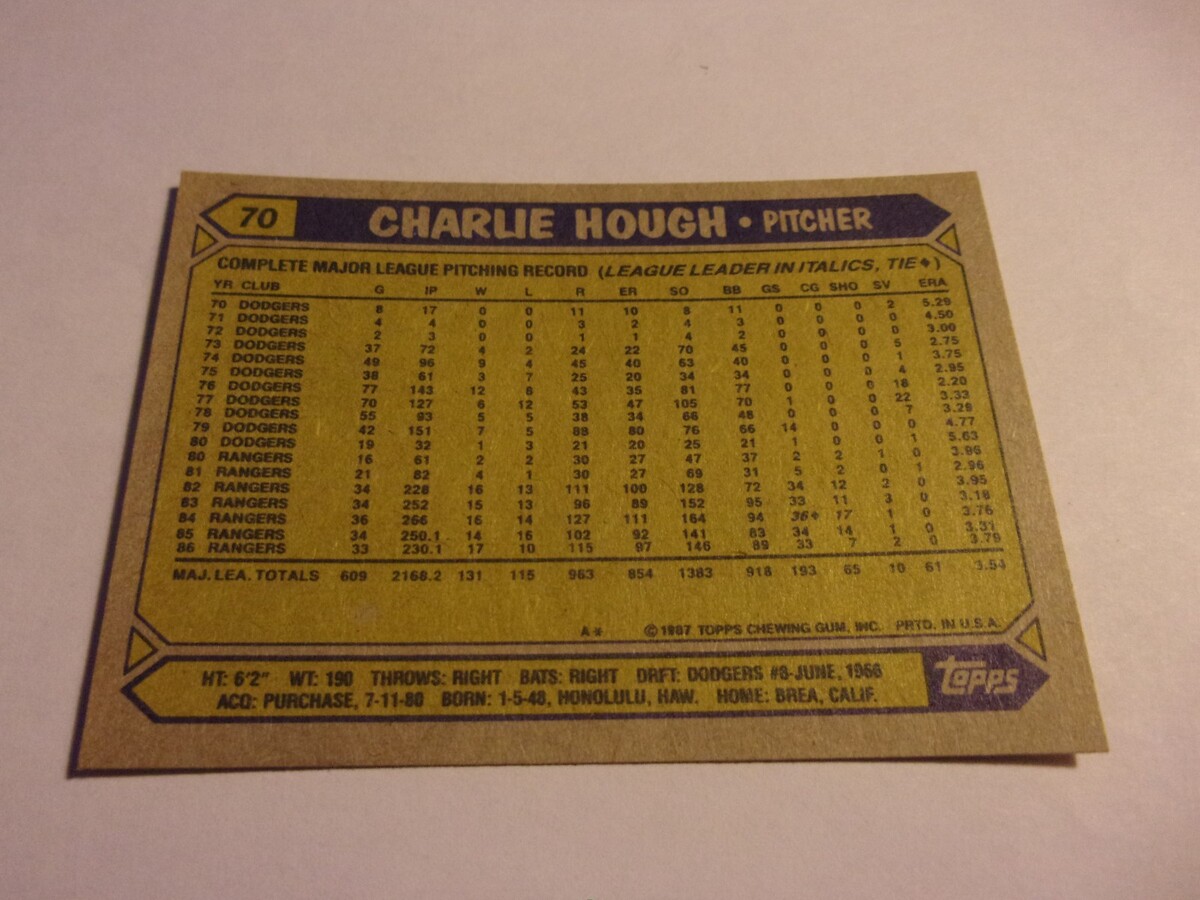 70 CHARLIE HOUGH • PITCHER
COMPLETE MAJOR LEAGUE PITCHING RECORD (LEAGUE LEADER IN ITALICS, TIE♦)
YR CLUB G IP W L R ER SO BB GS CG SHO SV ERA
70 DODGERS 8 17 0 0 11 10 8 11 0 0 0 2 5.29
71 DODGERS 4 4 0 0 3 2 4 3 0 0 0 0 4.50
72 DODGERS 2 3 0 0 1 1 4 2 0 0 0 0 3.00
73 DODGERS 37 72 4 2 24 22 70 45 0 0 0 5 2.75
74 DODGERS 49 96 9 4 45 40 63 40 0 0 0 1 3.75
75 DODGERS 38 61 3 7 25 20 34 34 0 0 0 4 2.95
76 DODGERS 77 143 12 8 43 35 81 77 0 0 0 18 2.20
77 DODGERS 70 127 6 12 53 47 105 70 1 0 0 22 3.33
78 DODGERS 55 93 5 5 38 34 66 48 0 0 0 7 3.28
79 DODGERS 42 151 7 5 88 80 76 66 14 0 0 0 4.77
80 DODGERS 19 32 1 3 21 20 25 21 1 0 0 1 5.63
80 RANGERS 16 61 2 2 30 27 47 37 2 2 1 0 3.96
81 RANGERS 21 82 4 1 30 27 69 31 5 2 0 1 2.96
82 RANGERS 34 228 16 13 111 100 128 72 34 12 2 0 3.95
83 RANGERS 34 252 15 13 96 89 152 95 33 11 3 0 3.18
84 RANGERS 36 266 16 14 127 111 164 94 36♦ 17 1 0 3.76
85 RANGERS 34 250.1 14 16 102 92 141 83 34 14 1 0 3.31
86 RANGERS 33 230.1 17 10 115 97 146 89 33 7 2 0 3.79
MAJ. LEA. TOTALS 609 2168.2 131 115 963 854 1383 918 193 65 10 61 3.54
A* ©1987 TOPPS CHEWING GUM, INC. PRTD. IN U.S.A.
HT: 6'2" WT: 190 THROWS: RIGHT BATS: RIGHT DRFT: DODGERS #8-JUNE, 1966
ACQ: PURCHASE, 7-11-80 BORN: 1-5-48, HONOLULU, HAW. HOME: BREA, CALIF.
topps